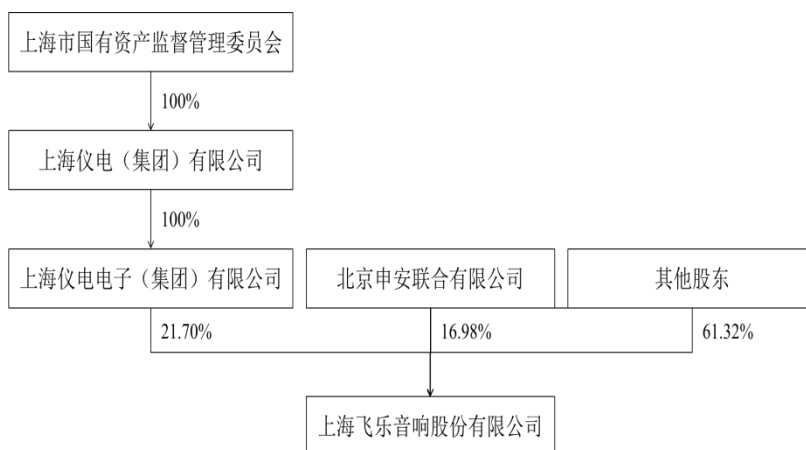 上海市国有资产监督管理委员会
100%
上海仪电（集团）有限公司
100%
上海仪电电子（集团）有限公司
北京申安联合有限公司
其他股东
21.70%
16.98%
61.32%
上海飞乐音响股份有限公司